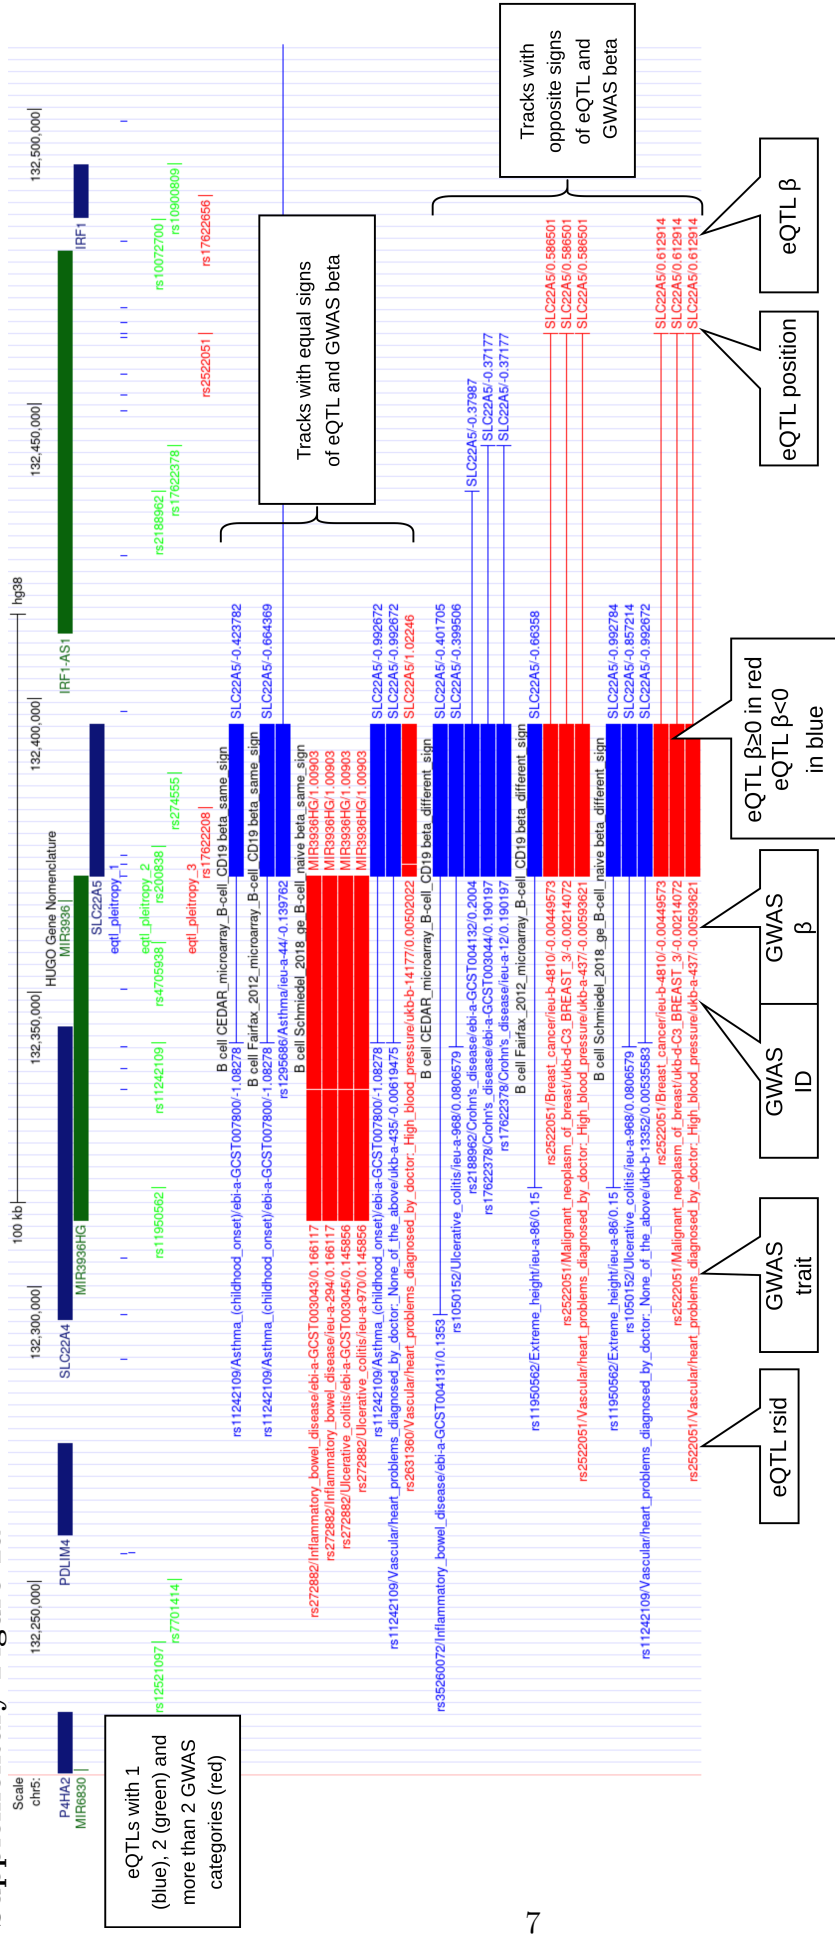 Scale
100 kb
hg38
chr5:
132,250,000|
132,300,000|
132,350,000|
132,400,000|
132,450,000|
132,500,000|
HUGO Gene Nomenclature
P4HA2
PDLIM4
SLC22A4
MIR3936
IRF1-AS1
MIR6830
MIR3936HG
IRF1
SLC22A5
eqtl_pleitropy_1
eqtl_pleitropy_2
rs12521097
rs11950562
rs11242109
rs4705938
rs200838
rs2188962
rs10072700
rs7701414
rs274555
rs17622378
rs10900809
eqtl_pleitropy_3
rs17622208
rs2522051
rs17622656
B cell CEDAR_microarray_B-cell_CD19 beta_same_sign
rs11242109/Asthma_(childhood_onset)/ebi-a-GCST007800/-1.08278
SLC22A5/-0.423782
B cell Fairfax_2012_microarray_B-cell_CD19 beta_same_sign
rs11242109/Asthma_(childhood_onset)/ebi-a-GCST007800/-1.08278
SLC22A5/-0.664369
rs1295686/Asthma/ieu-a-44/-0.139762
B cell Schmiedel_2018_ge_B-cell_naive beta_same_sign
rs272882/Inflammatory_bowel_disease/ebi-a-GCST003043/0.166117
MIR3936HG/1.00903
rs272882/Inflammatory_bowel_disease/ieu-a-294/0.166117
MIR3936HG/1.00903
rs272882/Ulcerative_colitis/ebi-a-GCST003045/0.145856
MIR3936HG/1.00903
rs272882/Ulcerative_colitis/ieu-a-970/0.145856
MIR3936HG/1.00903
rs11242109/Asthma_(childhood_onset)/ebi-a-GCST007800/-1.08278
SLC22A5/-0.992672
rs11242109/Vascular/heart_problems_diagnosed_by_doctor:_None_of_the_above/ukb-a-435/-0.00619475
SLC22A5/-0.992672
rs2631360/Vascular/heart_problems_diagnosed_by_doctor:_High_blood_pressure/ukb-b-14177/0.00502022
SLC22A5/1.02246
B cell CEDAR_microarray_B-cell_CD19 beta_different_sign
rs35260072/Inflammatory_bowel_disease/ebi-a-GCST004131/0.1353
SLC22A5/-0.401705
rs1050152/Ulcerative_colitis/ieu-a-968/0.0806579
SLC22A5/-0.399506
rs2188962/Crohn's_disease/ebi-a-GCST004132/0.2004
SLC22A5/-0.37987
rs17622378/Crohn's_disease/ebi-a-GCST003044/0.190197
SLC22A5/-0.37177
rs17622378/Crohn's_disease/ieu-a-12/0.190197
SLC22A5/-0.37177
B cell Fairfax_2012_microarray_B-cell_CD19 beta_different_sign
rs11950562/Extreme_height/ieu-a-86/0.15
SLC22A5/-0.66358
rs2522051/Breast_cancer/ieu-b-4810/-0.00449573
SLC22A5/0.586501
rs2522051/Malignant_neoplasm_of_breast/ukb-d-C3_BREAST_3/-0.00214072
SLC22A5/0.586501
rs2522051/Vascular/heart_problems_diagnosed_by_doctor:_High_blood_pressure/ukb-a-437/-0.00593621
SLC22A5/0.586501
B cell Schmiedel_2018_ge_B-cell_naive beta_different_sign
rs11950562/Extreme_height/ieu-a-86/0.15
SLC22A5/-0.992784
rs1050152/Ulcerative_colitis/ieu-a-968/0.0806579
SLC22A5/-0.857214
rs11242109/Vascular/heart_problems_diagnosed_by_doctor:_None_of_the_above/ukb-b-13352/0.00535583
SLC22A5/-0.992672
rs2522051/Breast_cancer/ieu-b-4810/-0.00449573
SLC22A5/0.612914
rs2522051/Malignant_neoplasm_of_breast/ukb-d-C3_BREAST_3/-0.00214072
SLC22A5/0.612914
rs2522051/Vascular/heart_problems_diagnosed_by_doctor:_High_blood_pressure/ukb-a-437/-0.00593621
SLC22A5/0.612914
eQTLs with 1
(blue), 2 (green) and
more than 2 GWAS
categories (red)
Tracks with equal signs
of eQTL and GWAS beta
Tracks with
opposite signs
of eQTL and
GWAS beta
eQTL rsid
GWAS
trait
GWAS
ID
GWAS
β
eQTL β≥0 in red
eQTL β<0
in blue
eQTL position
eQTL β
7